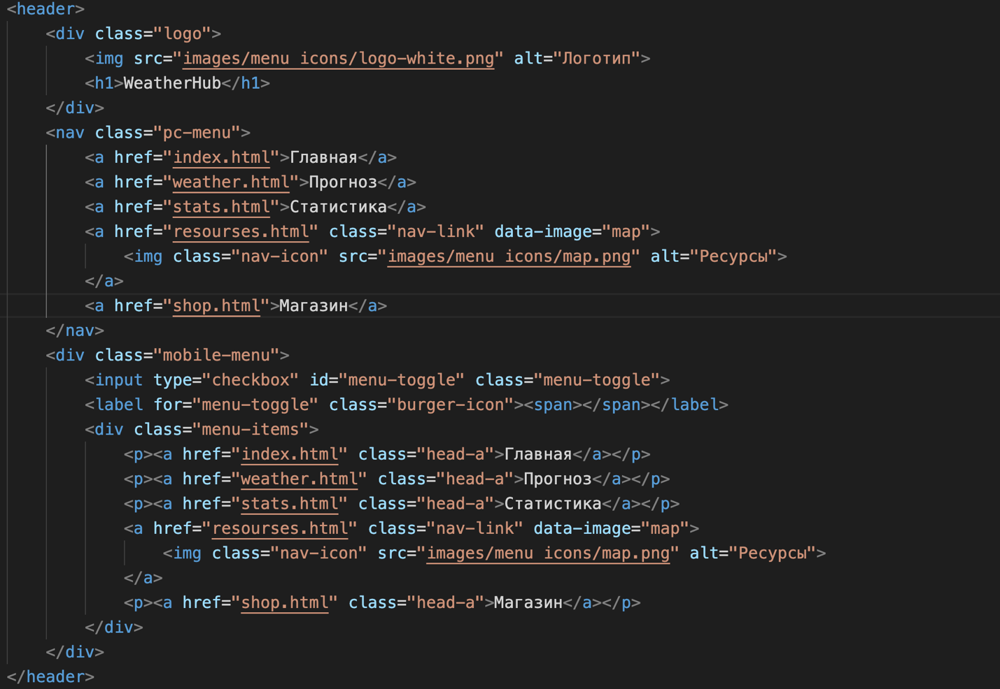 <header>
<div class="logo">
<img src="images/menu icons/logo-white.png" alt="Логотип">
<h1>WeatherHub</h1>
</div>
<nav class="pc-menu">
<a href="index.html">Главная</a>
<a href="weather.html">Прогноз</a>
<a href="stats.html">Статистика</a>
<a href="resourses.html" class="nav-link" data-image="map">
<img class="nav-icon" src="images/menu icons/map.png" alt="Ресурсы">
</a>
<a href="shop.html">Магазин</a>
</nav>
<div class="mobile-menu">
<input type="checkbox" id="menu-toggle" class="menu-toggle">
<label for="menu-toggle" class="burger-icon"><span></span></label>
<div class="menu-items">
<p><a href="index.html" class="head-a">Главная</a></p>
<p><a href="weather.html" class="head-a">Прогноз</a></p>
<p><a href="stats.html" class="head-a">Статистика</a></p>
<a href="resourses.html" class="nav-link" data-image="map">
<img class="nav-icon" src="images/menu icons/map.png" alt="Ресурсы">
</a>
<p><a href="shop.html" class="head-a">Магазин</a></p>
</div>
</div>
</header>